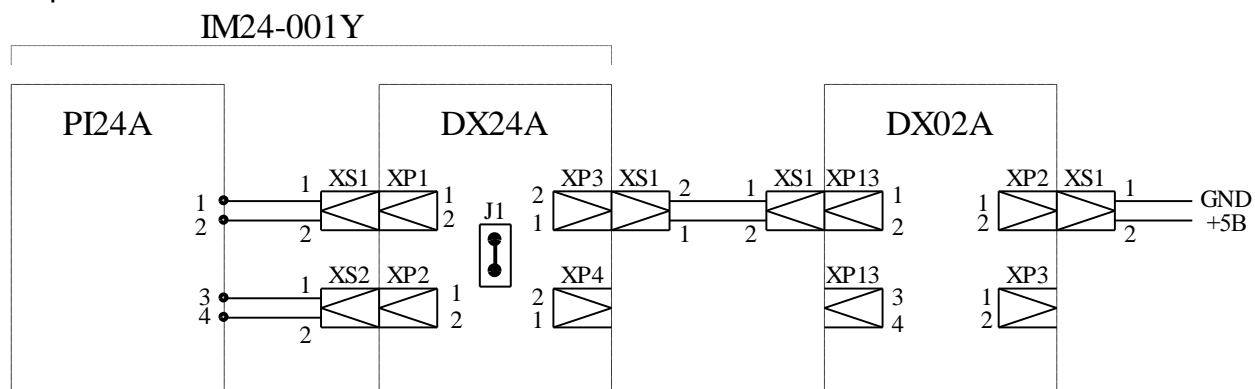 IM24-001Y
PI24A
DX24A
DX02A
1 1 XS1 XP1 1
2 2 2
J1
2 XP3 XS1 2
1 1
1 XS1 XP13 1
2 2
1 XP2 XS1 1 GND
2 2 +5B
3 1 XS2 XP2 1
4 2 2
2 XP4
1
XP13 3
4
1 XP3
2